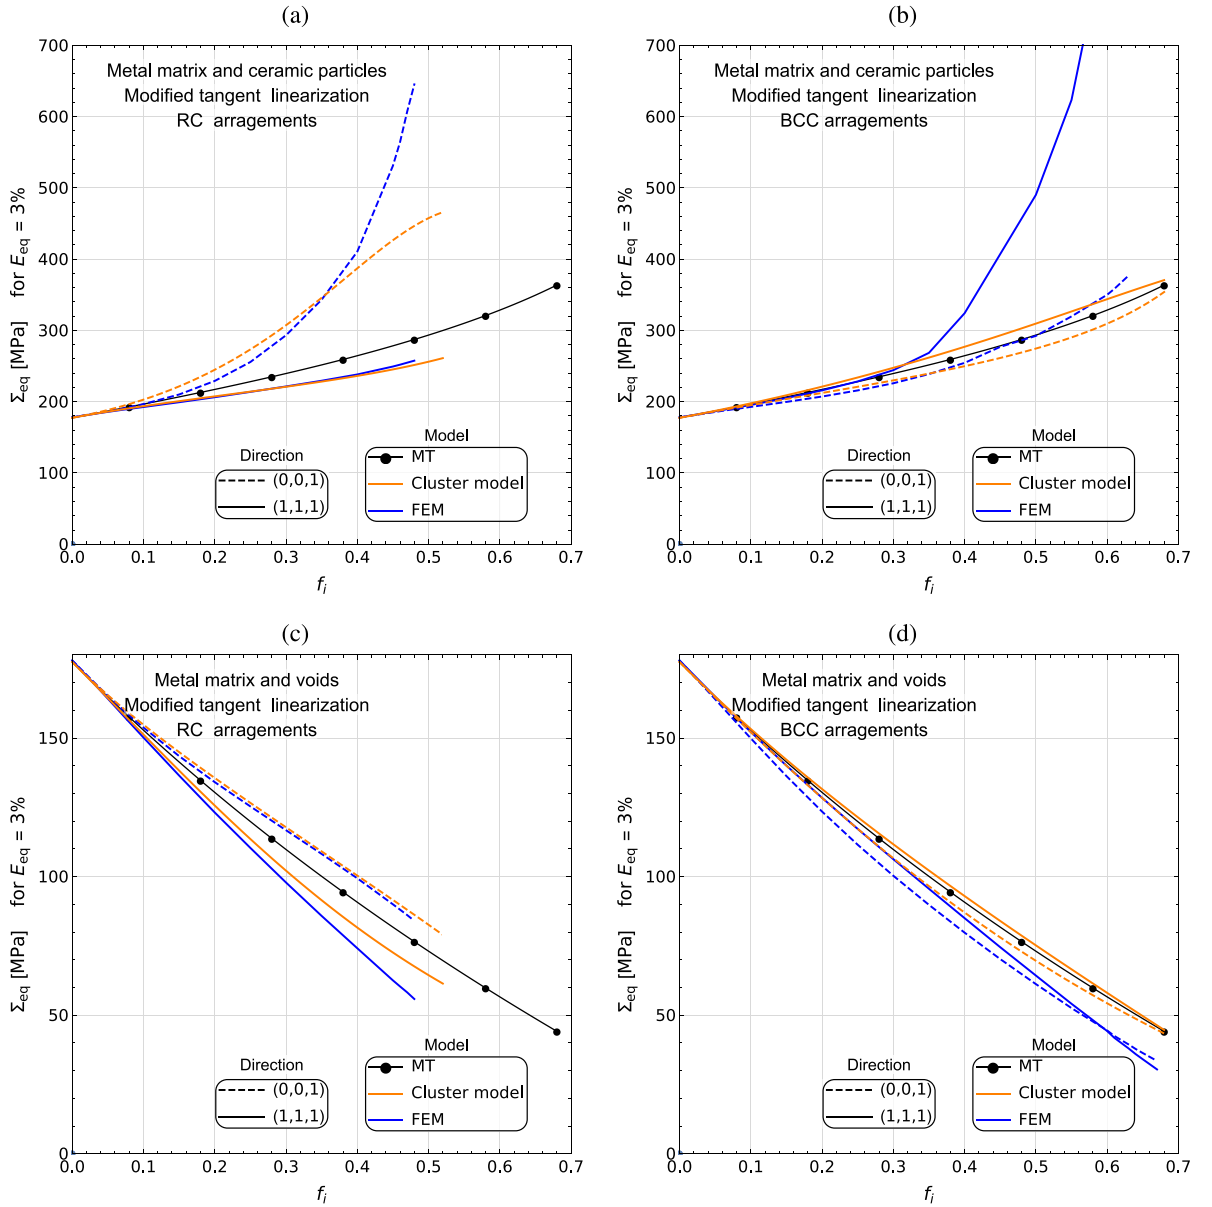 (a)
700
600
500
400
300
200
100
0
Σeq [MPa] for Eeq = 3%
Metal matrix and ceramic particles
Modified tangent linearization
RC arragements
Direction
(0,0,1)
(1,1,1)
Model
MT
Cluster model
FEM
0.0 0.1 0.2 0.3 0.4 0.5 0.6 0.7
fi
(b)
700
600
500
400
300
200
100
0
Σeq [MPa] for Eeq = 3%
Metal matrix and ceramic particles
Modified tangent linearization
BCC arragements
Direction
(0,0,1)
(1,1,1)
Model
MT
Cluster model
FEM
0.0 0.1 0.2 0.3 0.4 0.5 0.6 0.7
fi
(c)
150
100
50
0
Σeq [MPa] for Eeq = 3%
Metal matrix and voids
Modified tangent linearization
RC arragements
Direction
(0,0,1)
(1,1,1)
Model
MT
Cluster model
FEM
0.0 0.1 0.2 0.3 0.4 0.5 0.6 0.7
fi
(d)
150
100
50
0
Σeq [MPa] for Eeq = 3%
Metal matrix and voids
Modified tangent linearization
BCC arragements
Direction
(0,0,1)
(1,1,1)
Model
MT
Cluster model
FEM
0.0 0.1 0.2 0.3 0.4 0.5 0.6 0.7
fi